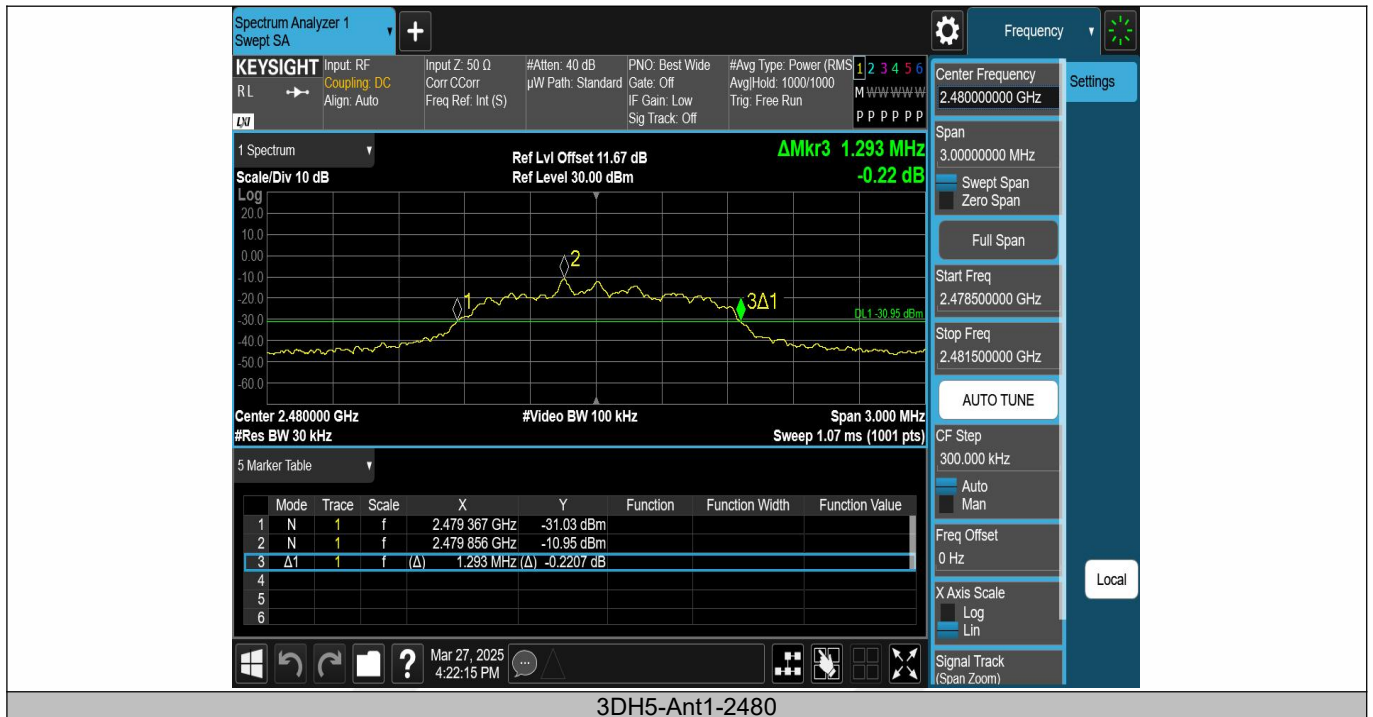 Spectrum Analyzer 1
Swept SA
+
Frequency
KEYSIGHT
RL
LXI
Input: RF
Coupling: DC
Align: Auto
Input Z: 50 Ω
Corr CCorr
Freq Ref: Int (S)
#Atten: 40 dB
µW Path: Standard
PNO: Best Wide
Gate: Off
IF Gain: Low
Sig Track: Off
#Avg Type: Power (RMS
Avg|Hold: 1000/1000
Trig: Free Run
1 2 3 4 5 6
M W W W W W
P P P P P P
1 Spectrum
Scale/Div 10 dB
Ref Lvl Offset 11.67 dB
Ref Level 30.00 dBm
ΔMkr3 1.293 MHz
-0.22 dB
Log
20.0
10.0
0.00
-10.0
-20.0
-30.0
-40.0
-50.0
-60.0
2
1
3Δ1
DL1 -30.95 dBm
Center 2.480000 GHz
#Video BW 100 kHz
Span 3.000 MHz
#Res BW 30 kHz
Sweep 1.07 ms (1001 pts)
5 Marker Table
Mode Trace Scale X Y Function Function Width Function Value
1 N 1 f 2.479 367 GHz -31.03 dBm
2 N 1 f 2.479 856 GHz -10.95 dBm
3 Δ1 1 f (Δ) 1.293 MHz (Δ) -0.2207 dB
4
5
6
?
Mar 27, 2025
4:22:15 PM
Center Frequency
2.480000000 GHz
Settings
Span
3.00000000 MHz
Swept Span
Zero Span
Full Span
Start Freq
2.478500000 GHz
Stop Freq
2.481500000 GHz
AUTO TUNE
CF Step
300.000 kHz
Auto
Man
Freq Offset
0 Hz
X Axis Scale
Log
Lin
Local
Signal Track
(Span Zoom)
3DH5-Ant1-2480